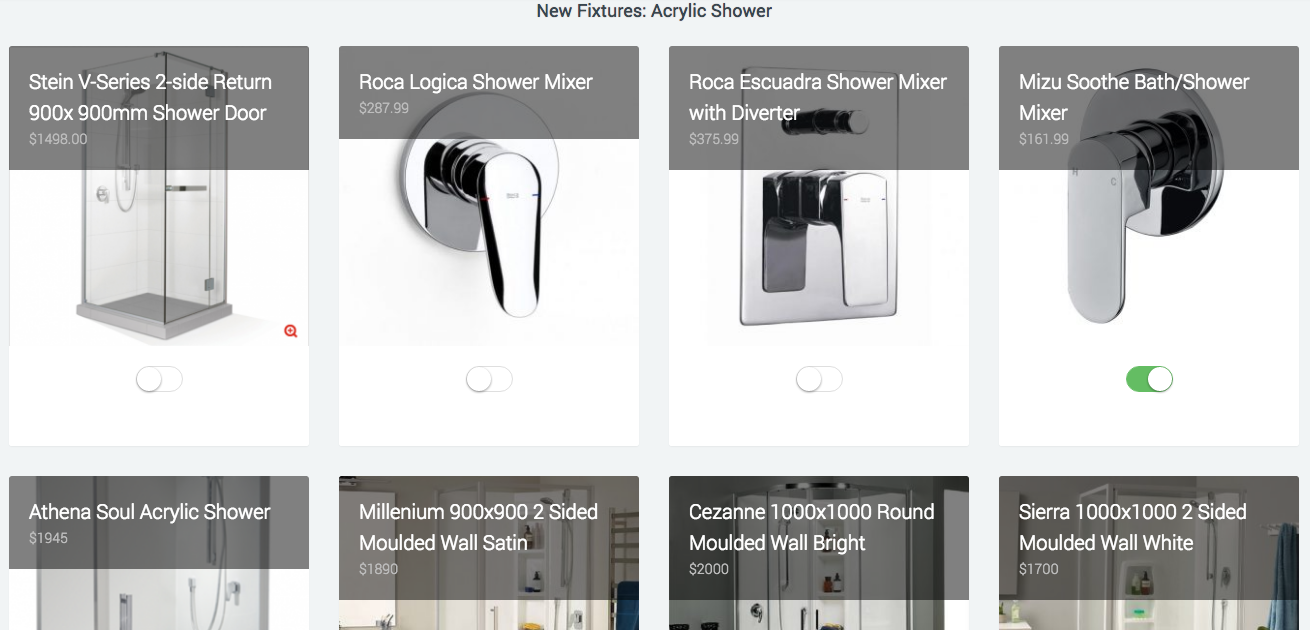 New Fixtures: Acrylic Shower
Stein V-Series 2-side Return
900x 900mm Shower Door
$1498.00
Roca Logica Shower Mixer
$287.99
Roca Escuadra Shower Mixer
with Diverter
$375.99
Mizu Soothe Bath/Shower
Mixer
$161.99
H
C
Athena Soul Acrylic Shower
$1945
Millenium 900x900 2 Sided
Moulded Wall Satin
$1890
Cezanne 1000x1000 Round
Moulded Wall Bright
$2000
Sierra 1000x1000 2 Sided
Moulded Wall White
$1700